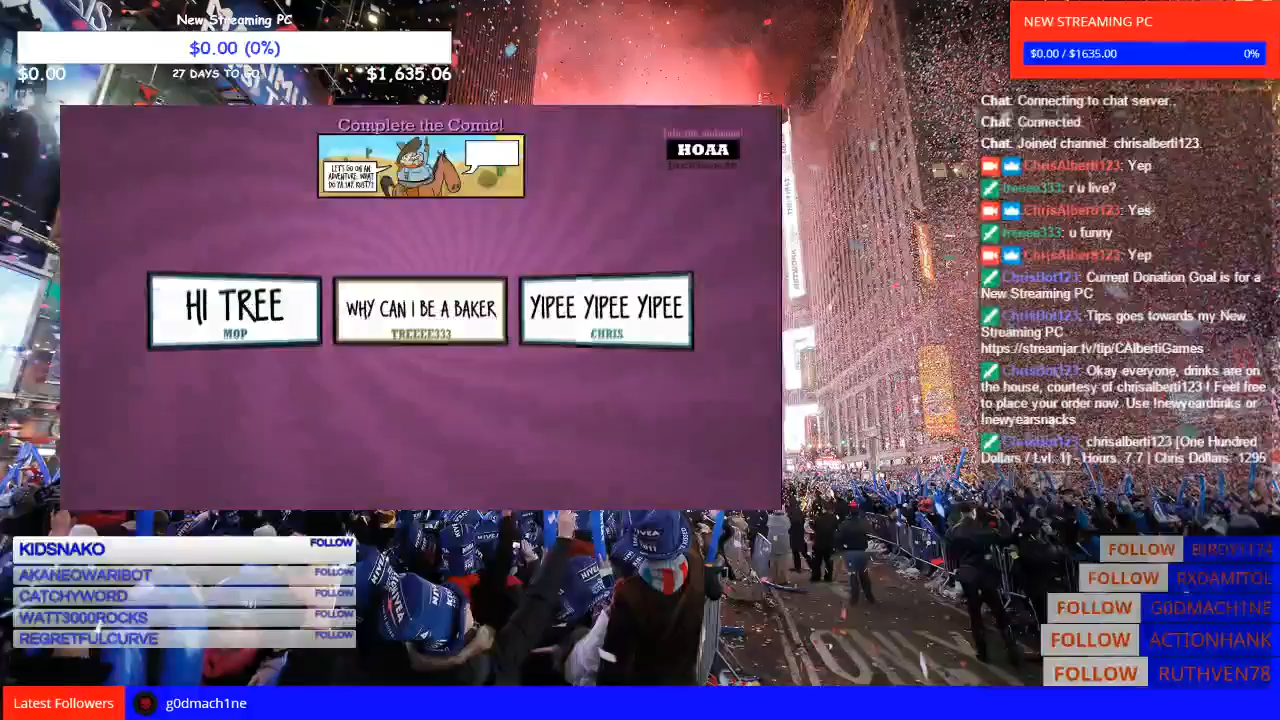 New Streaming PC
$0.00 (0%)
$0.00
27 DAYS TO GO
$1,635.06
NEW STREAMING PC
$0.00 / $1635.00
0%
Complete the Comic!
LET'S GO ON AN
ADVENTURE. WHAT
DO YA SAY, RUSTY?
HOAA
JACKBOX.TV
HI TREE
MOP
WHY CAN I BE A BAKER
TREEEE333
YIPEE YIPEE YIPEE
CHRIS
Chat: Connecting to chat server..
Chat: Connected.
Chat: Joined channel: chrisalberti123.
ChrisAlberti123: Yep
treeee333: r u live?
ChrisAlberti123: Yes
treeee333: u funny
ChrisAlberti123: Yep
ChrisBot123: Current Donation Goal is for a
New Streaming PC
ChrisBot123: Tips goes towards my New
Streaming PC
https://streamjar.tv/tip/CAlbertiGames
ChrisBot123: Okay everyone, drinks are on
the house, courtesy of chrisalberti123 ! Feel free
to place your order now. Use !newyeardrinks or
!newyearsnacks
ChrisBot123: chrisalberti123 [One Hundred
Dollars / Lvl. 1] - Hours: 7.7 | Chris Dollars: 1295
KIDSNAKO FOLLOW
AKANEOWARIBOT FOLLOW
CATCHYWORD FOLLOW
WATT3000ROCKS FOLLOW
REGRETFULCURVE FOLLOW
FOLLOW
FOLLOW RXDAMITOL
FOLLOW G0DMACH1NE
FOLLOW ACTIONHANK
FOLLOW RUTHVEN78
NIVEA
NIVEA
Latest Followers
g0dmach1ne